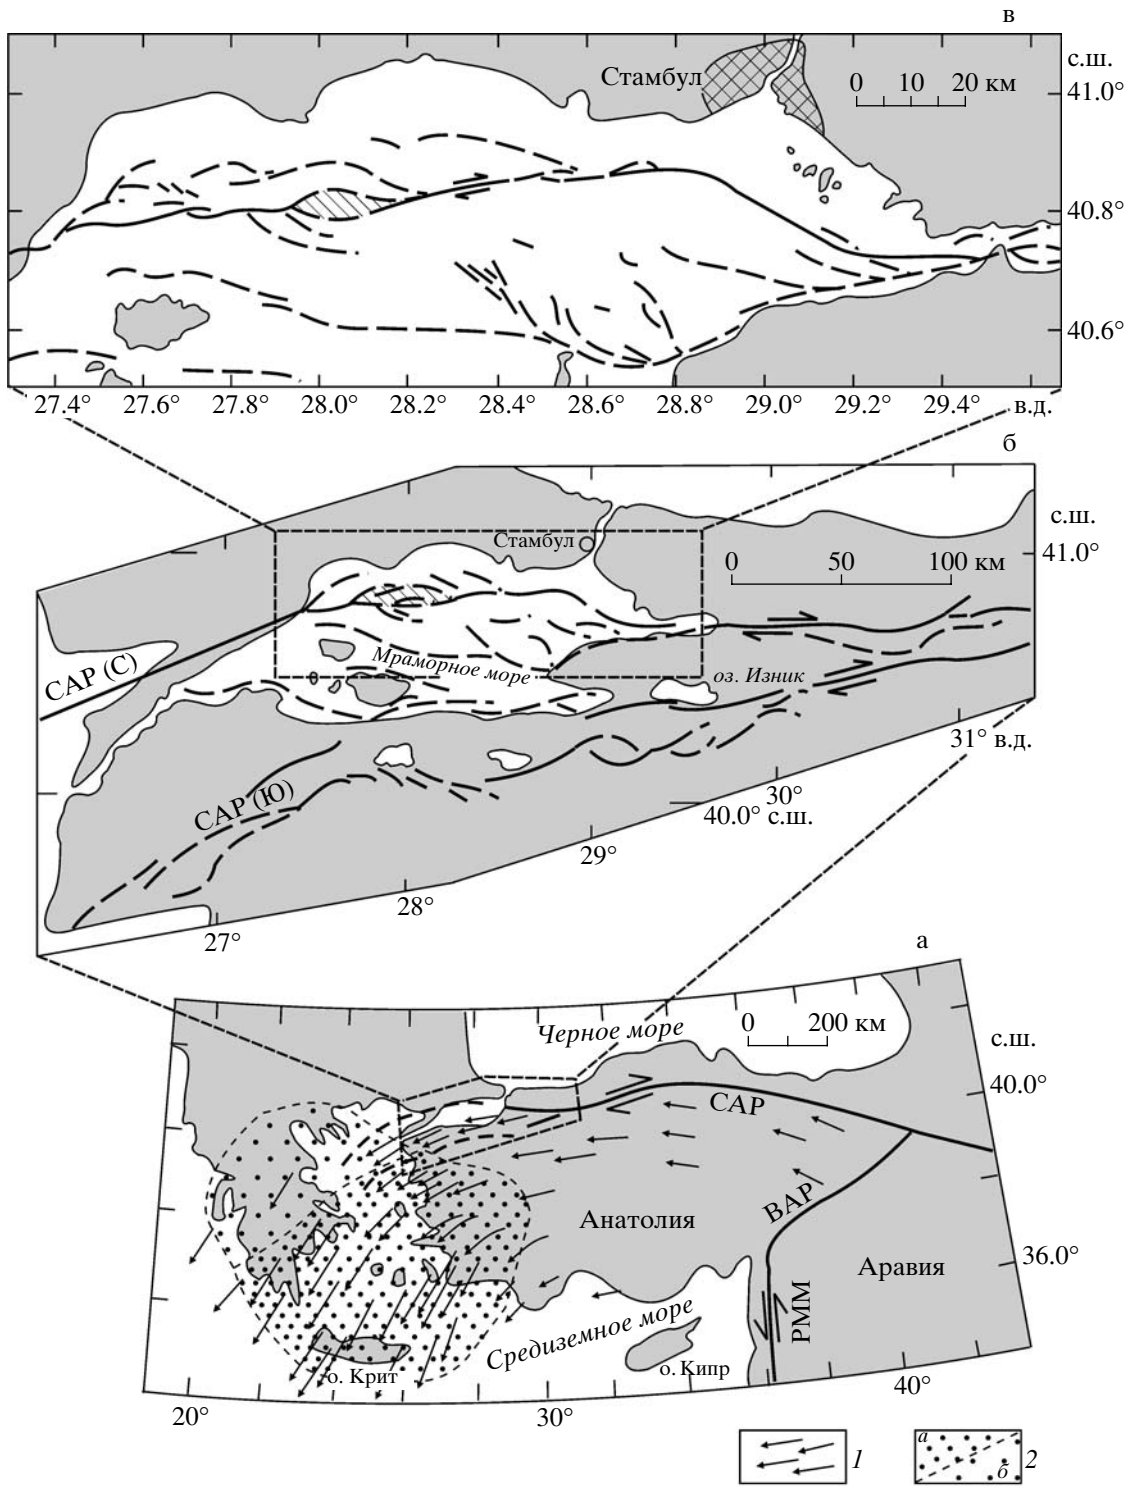 в
с.ш.
Стамбул
0 10 20 км
41.0°
40.8°
40.6°
27.4° 27.6° 27.8° 28.0° 28.2° 28.4° 28.6° 28.8° 29.0° 29.2° 29.4° в.д.
б
с.ш.
Стамбул
41.0°
0 50 100 км
САР (С)
Мраморное море
оз. Изник
31° в.д.
САР (Ю)
30°
40.0° с.ш.
29°
28°
27°
а
Черное море
0 200 км
с.ш.
40.0°
САР
ВАР
Анатолия
36.0°
Аравия
РММ
Средиземное море
о. Крит
о. Кипр
40°
20°
30°
1
а
б
2